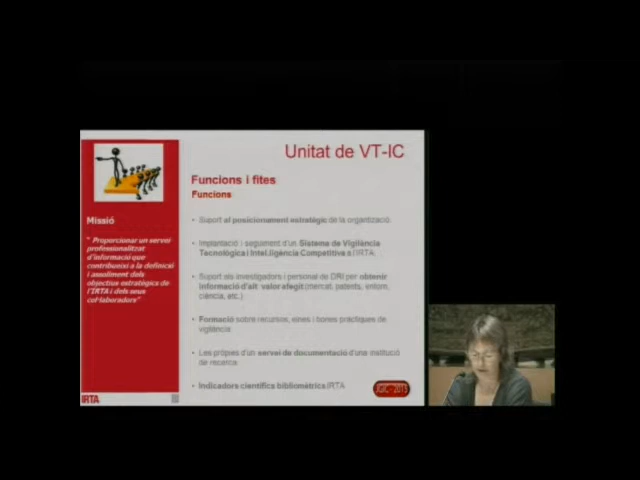 Unitat de VT-IC
Funcions i fites
Funcions
Missió
" Proporcionar un servei
professionalitzat
d'informació que
contribueixi a la definició
i assoliment dels
objectius estratègics de
l'IRTA i dels seus
col·laboradors"
IRTA
• Suport al posicionament estratègic de la organització.
• Implantació i seguiment d'un Sistema de Vigilància
Tecnològica i Intel.ligència Competitiva a l'IRTA.
• Suport als investigadors i personal de DRI per obtenir
informació d'alt valor afegit (mercat, patents, entorn,
ciència, etc.)
• Formació sobre recursos, eines i bones pràctiques de
vigilància
• Les pròpies d'un servei de documentació d'una institució
de recerca.
• Indicadors científics bibliomètrics IRTA